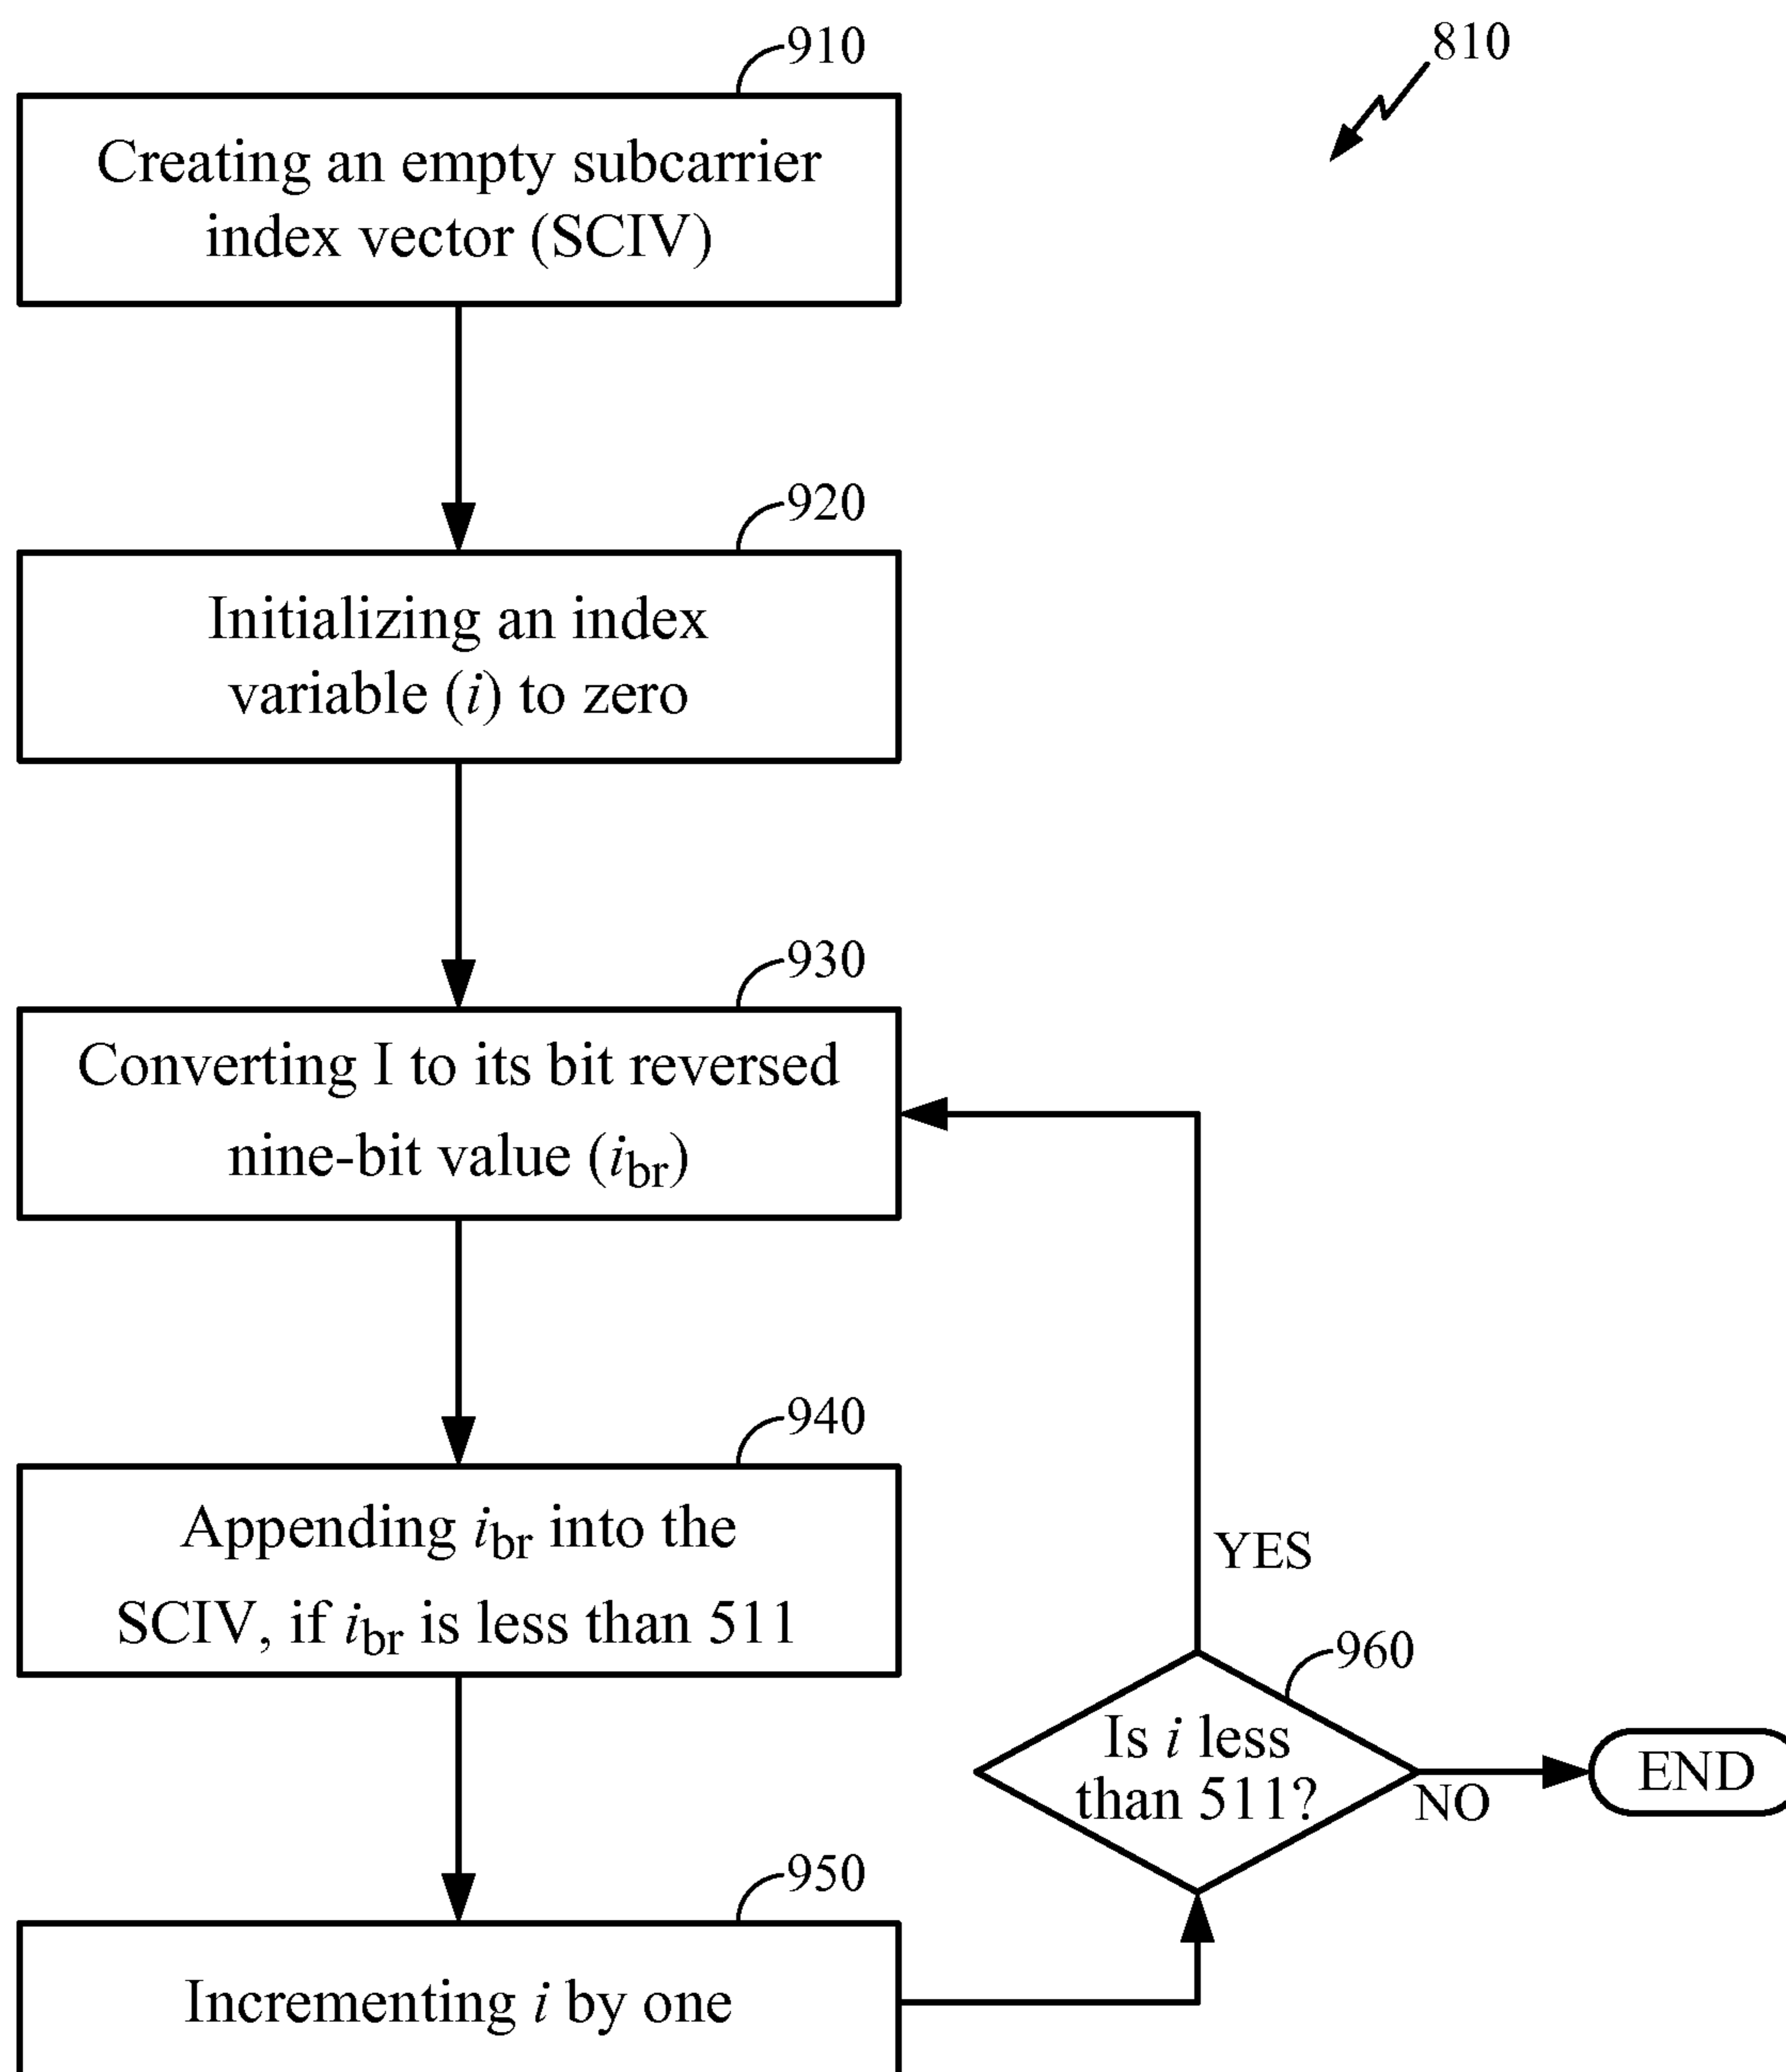 910
810
Creating an empty subcarrier
index vector (SCIV)
920
Initializing an index
variable (i) to zero
930
Converting I to its bit reversed
nine-bit value (ibr)
940
Appending ibr into the
SCIV, if ibr is less than 511
YES
960
Is i less
than 511?
NO
END
950
Incrementing i by one